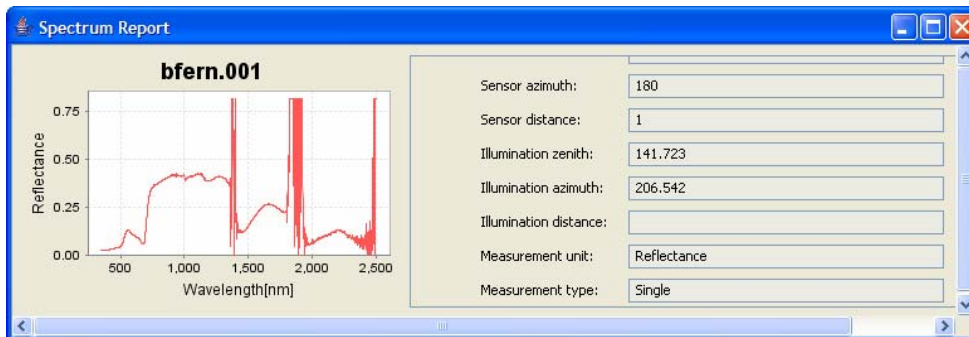 Spectrum Report
bfern.001
Reflectance
0.75
0.50
0.25
0.00
500
1,000
1,500
2,000
2,500
Wavelength[nm]
Sensor azimuth: 180
Sensor distance: 1
Illumination zenith: 141.723
Illumination azimuth: 206.542
Illumination distance:
Measurement unit: Reflectance
Measurement type: Single